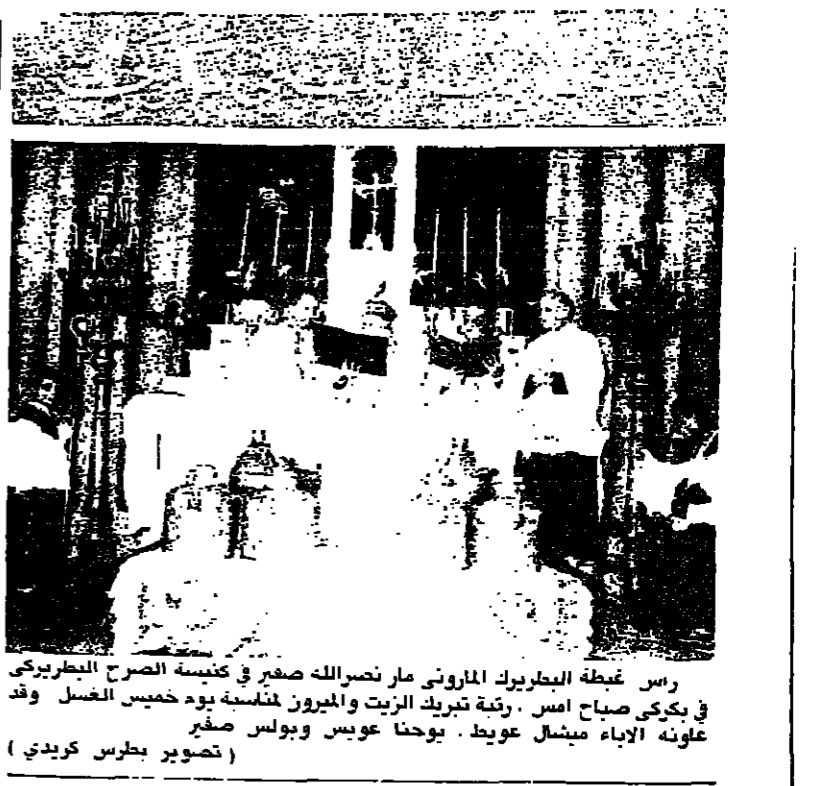 راس غبطة البطريرك الماروني مار نصرالله صفير في كنيسة الصرح البطريركي
في بكركي صباح امس . رتبة تبريك الزيت والميرون لمناسبة يوم خميس الغسل وقد
عاونه الاباء ميشال عويط . يوحنا عويس وبولس صفير
( تصوير بطرس كريدي )